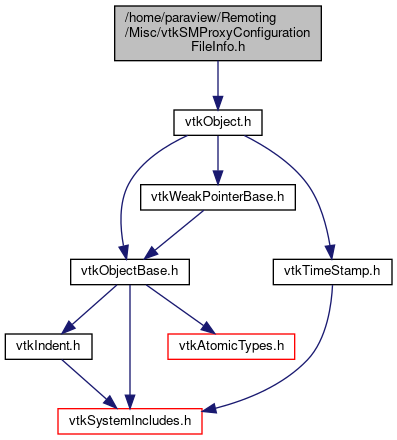 /home/paraview/Remoting
/Misc/vtkSMProxyConfiguration
FileInfo.h
vtkObject.h
vtkWeakPointerBase.h
vtkObjectBase.h
vtkTimeStamp.h
vtkIndent.h
vtkAtomicTypes.h
vtkSystemIncludes.h